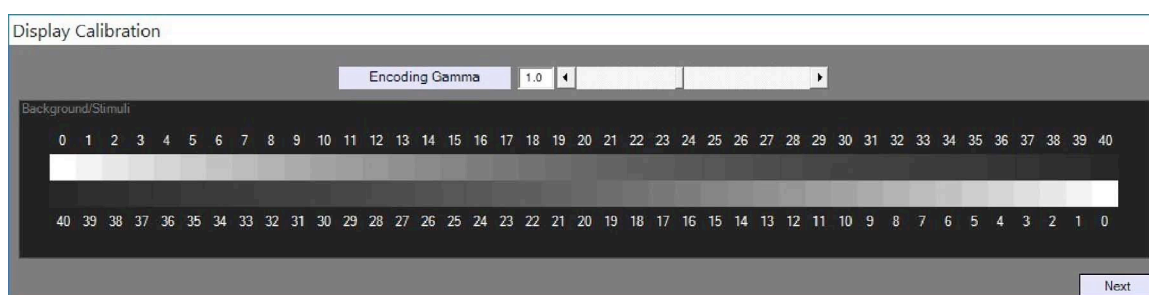 Display Calibration
Encoding Gamma 1.0
Background/Stimuli
0 1 2 3 4 5 6 7 8 9 10 11 12 13 14 15 16 17 18 19 20 21 22 23 24 25 26 27 28 29 30 31 32 33 34 35 36 37 38 39 40
40 39 38 37 36 35 34 33 32 31 30 29 28 27 26 25 24 23 22 21 20 19 18 17 16 15 14 13 12 11 10 9 8 7 6 5 4 3 2 1 0
Next